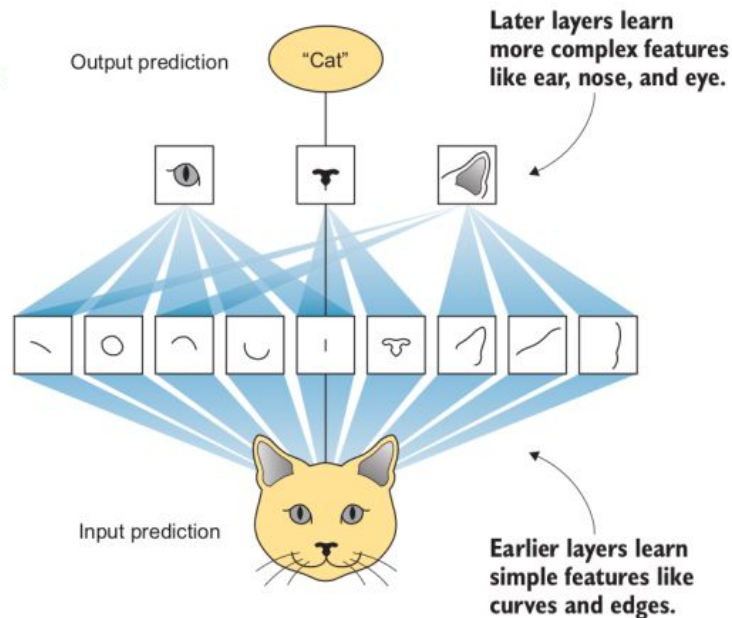 Later layers learn
more complex features
like ear, nose, and eye.
Output prediction
“Cat”
Input prediction
Earlier layers learn
simple features like
curves and edges.